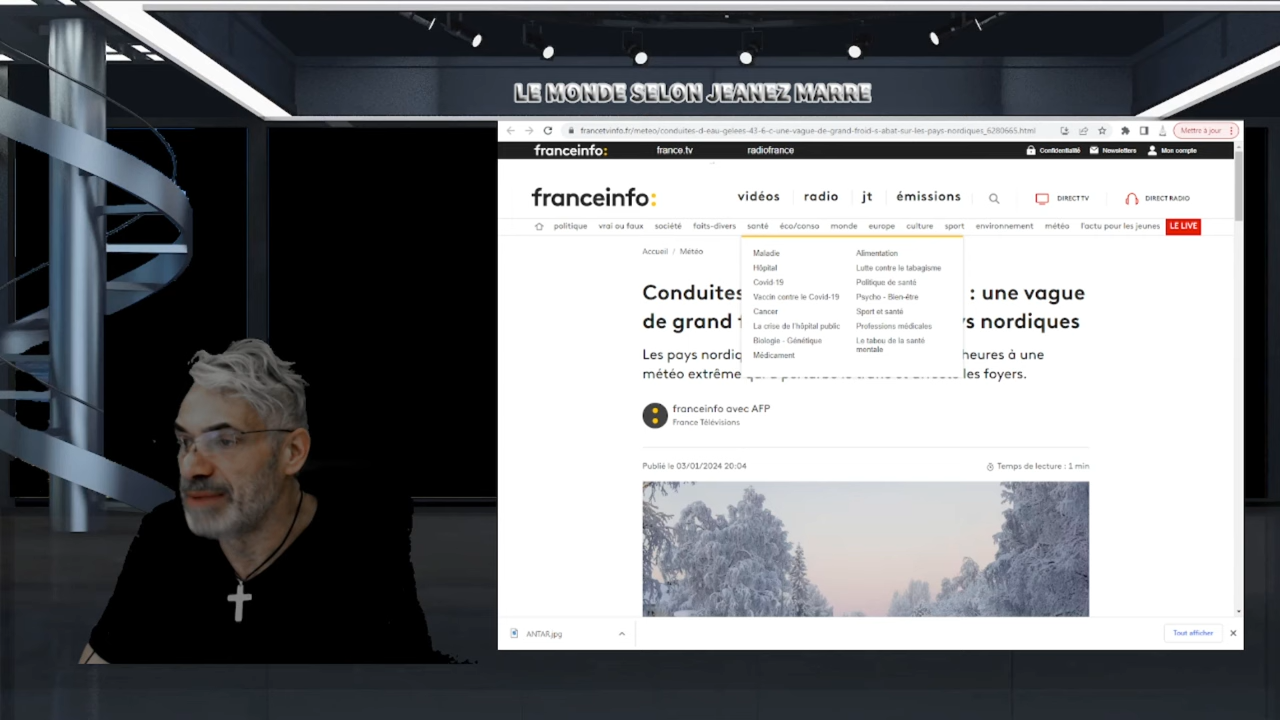 LE MONDE SELON JEANEZ MARRE
francetvinfo.fr/meteo/conduites-d-eau-gelees-43-6-c-une-vague-de-grand-froid-s-abat-sur-les-pays-nordiques_6280665.html
Mettre à jour
franceinfo: france.tv radiofrance Confidentialité Newsletters Mon compte
franceinfo: vidéos radio jt émissions DIRECT TV DIRECT RADIO
politique vrai ou faux société faits-divers santé éco/conso monde europe culture sport environnement météo l'actu pour les jeunes LE LIVE
Accueil / Météo
Maladie Alimentation
Hôpital Lutte contre le tabagisme
Covid-19 Politique de santé
Vaccin contre le Covid-19 Psycho - Bien-être
Cancer Sport et santé
La crise de l'hôpital public Professions médicales
Biologie - Génétique Le tabou de la santé mentale
Médicament
Conduites : une vague
de grand nordiques
Les pays heures à une
météo extrême les foyers.
franceinfo avec AFP
France Télévisions
Publié le 03/01/2024 20:04 Temps de lecture : 1 min
ANTAR.jpg Tout afficher